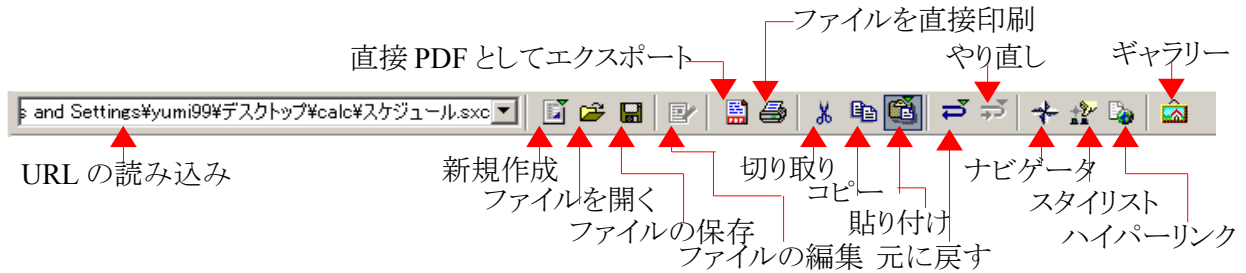 ファイルを直接印刷
直接 PDF としてエクスポート
やり直し
ギャラリー
s and Settings¥yumi99¥デスクトップ¥calc¥スケジュール.sxc
URL の読み込み
新規作成
切り取り
ナビゲータ
ファイルを開く
コピー
スタイリスト
ファイルの保存
貼り付け
ハイパーリンク
ファイルの編集
元に戻す